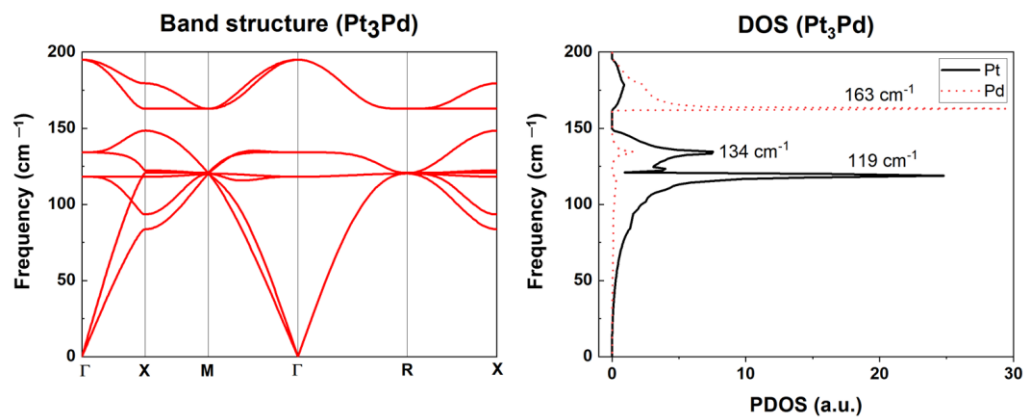 Band structure (Pt₃Pd)
200
150
100
50
0
Frequency (cm ⁻¹)
Γ X M Γ R X
DOS (Pt₃Pd)
200
150
100
50
0
Frequency (cm ⁻¹)
Pt
Pd
163 cm⁻¹
134 cm⁻¹
119 cm⁻¹
0 10 20 30
PDOS (a.u.)